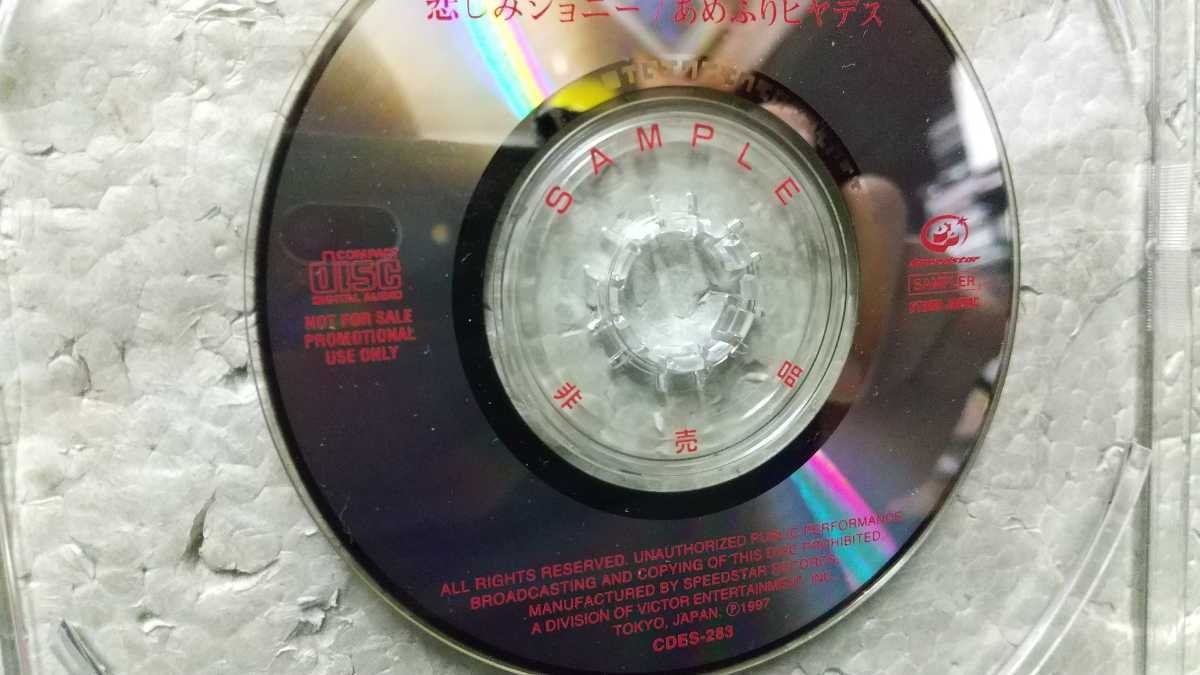 悲しみジョニー / あめふりヒヤデス
SAMPLE
COMPACT
disc
DIGITAL AUDIO
NOT FOR SALE
PROMOTIONAL
USE ONLY
Speedstar
SAMPLER
非売品
ALL RIGHTS RESERVED. UNAUTHORIZED PUBLIC PERFORMANCE
BROADCASTING AND COPYING OF THIS DISC PROHIBITED.
MANUFACTURED BY SPEEDSTAR RECORDS,
A DIVISION OF VICTOR ENTERTAINMENT, INC.
TOKYO, JAPAN. Ⓟ1997
CDES-283